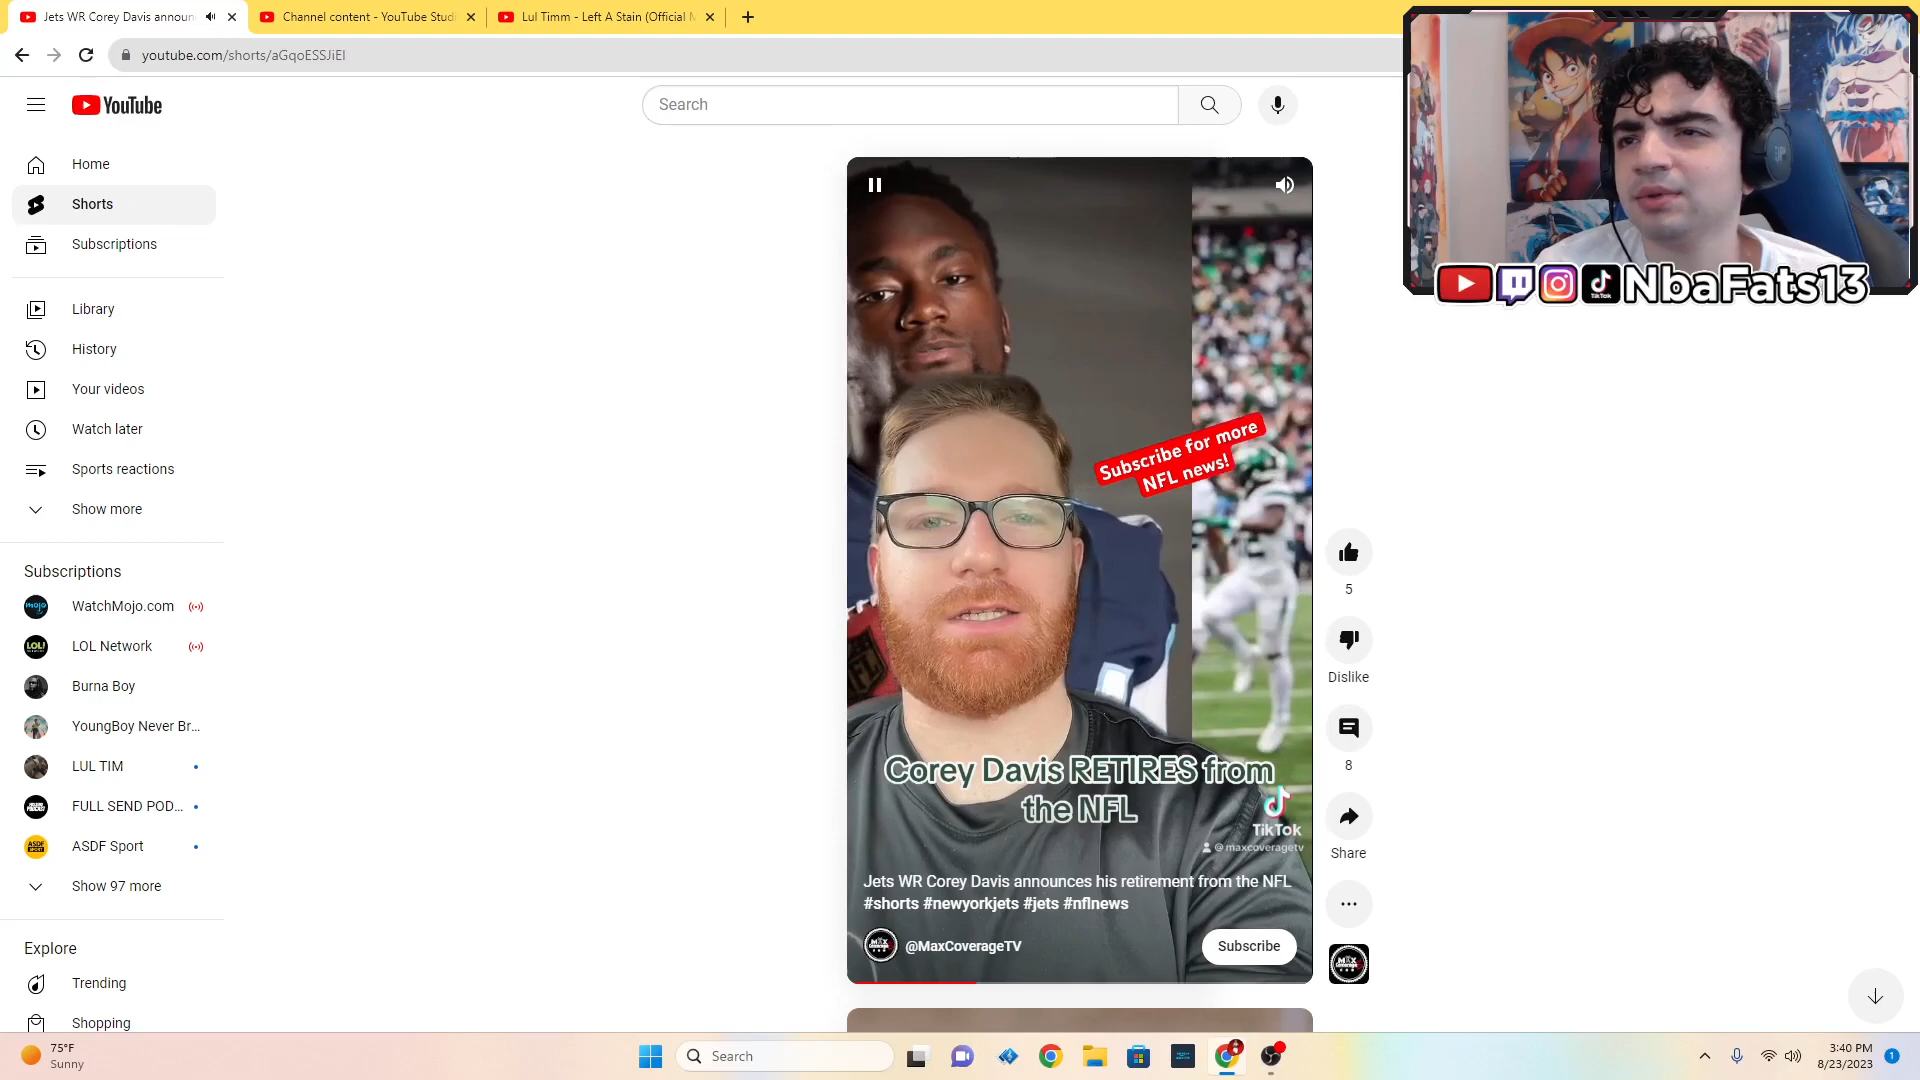 Jets WR Corey Davis announ
Channel content - YouTube Studi
Lul Timm - Left A Stain (Official M
youtube.com/shorts/aGqoESSJiEI
YouTube
Search
Home
Shorts
Subscriptions
Library
History
Your videos
Watch later
Sports reactions
Show more
Subscriptions
WatchMojo.com
LOL Network
Burna Boy
YoungBoy Never Br...
LUL TIM
FULL SEND POD...
ASDF Sport
Show 97 more
Explore
Trending
Shopping
Subscribe for more
NFL news!
Corey Davis RETIRES from
the NFL
TikTok
@maxcoveragetv
Jets WR Corey Davis announces his retirement from the NFL
#shorts #newyorkjets #jets #nflnews
@MaxCoverageTV
Subscribe
5
Dislike
8
Share
TikTok
NbaFats13
75°F
Sunny
Search
3:40 PM
8/23/2023
1